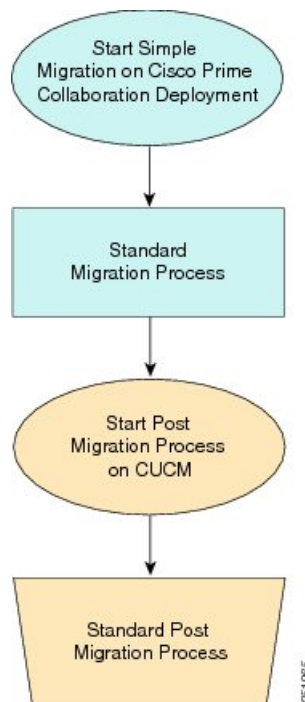 Start Simple
Migration on Cisco Prime
Collaboration Deployment
Standard
Migration Process
Start Post
Migration Process
on CUCM
Standard Post
Migration Process